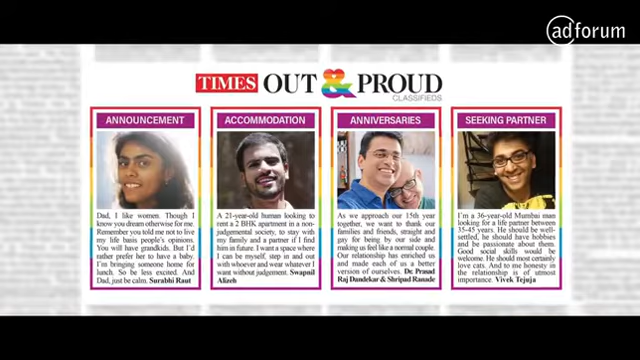 adforum
TIMES OUT & PROUD
CLASSIFIEDS
ANNOUNCEMENT
Dad, I like women. Though I
know you dream otherwise for me.
Remember you told me not to live
my life basis people's opinions.
You will have grandkids. But I'd
rather prefer her to have a baby.
I'm bringing someone home for
lunch. So be less excited. And
Dad, just be calm. Surabhi Raut
ACCOMMODATION
A 21-year-old human looking to
rent a 2 BHK apartment in a non-
judgemental society, to stay with
my family and a partner if I find
him in future. I want a space where
I can be myself, step in and out
with whoever and wear whatever I
want without judgement. Swapnil
Alizeh
ANNIVERSARIES
As we approach our 15th year
together, we want to thank our
families and friends, straight and
gay for being by our side and
making us feel like a normal couple.
Our relationship has enriched us
and made each of us a better
version of ourselves. Dr. Prasad
Raj Dandekar & Shripad Ranade
SEEKING PARTNER
I'm a 36-year-old Mumbai man
looking for a life partner between
35-45 years. He should be well-
settled, he should have hobbies
and be passionate about them.
Good social skills would be
welcome. He should most certainly
love cats. And to me honesty in
the relationship is of utmost
importance. Vivek Tejuja